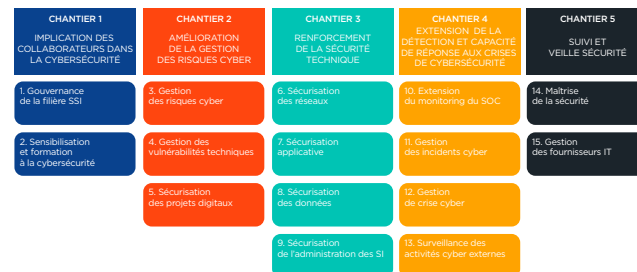 CHANTIER 1
IMPLICATION DES
COLLABORATEURS DANS
LA CYBERSÉCURITÉ
1. Gouvernance
de la filière SSI
2. Sensibilisation
et formation
à la cybersécurité
CHANTIER 2
AMÉLIORATION
DE LA GESTION
DES RISQUES CYBER
3. Gestion
des risques cyber
4. Gestion des
vulnérabilités techniques
5. Sécurisation
des projets digitaux
CHANTIER 3
RENFORCEMENT
DE LA SÉCURITÉ
TECHNIQUE
6. Sécurisation
des réseaux
7. Sécurisation
applicative
8. Sécurisation
des données
9. Sécurisation
de l'administration des SI
CHANTIER 4
EXTENSION DE LA
DÉTECTION ET CAPACITÉ
DE RÉPONSE AUX CRISES
DE CYBERSÉCURITÉ
10. Extension
du monitoring du SOC
11. Gestion
des incidents cyber
12. Gestion
de crise cyber
13. Surveillance des
activités cyber externes
CHANTIER 5
SUIVI ET
VEILLE SÉCURITÉ
14. Maîtrise
de la sécurité
15. Gestion
des fournisseurs IT